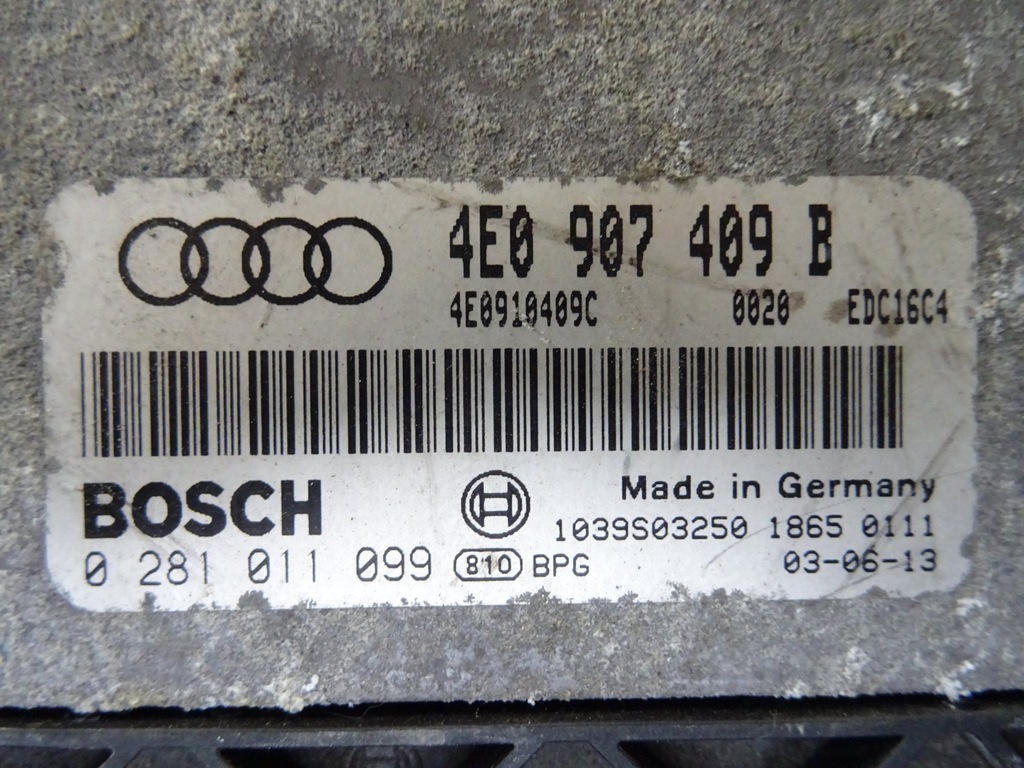 4E0 907 409 B
4E0910409C 0020 EDC16C4
BOSCH
Made in Germany
1039S03250 1865 0111
0 281 011 099 810 BPG 03-06-13